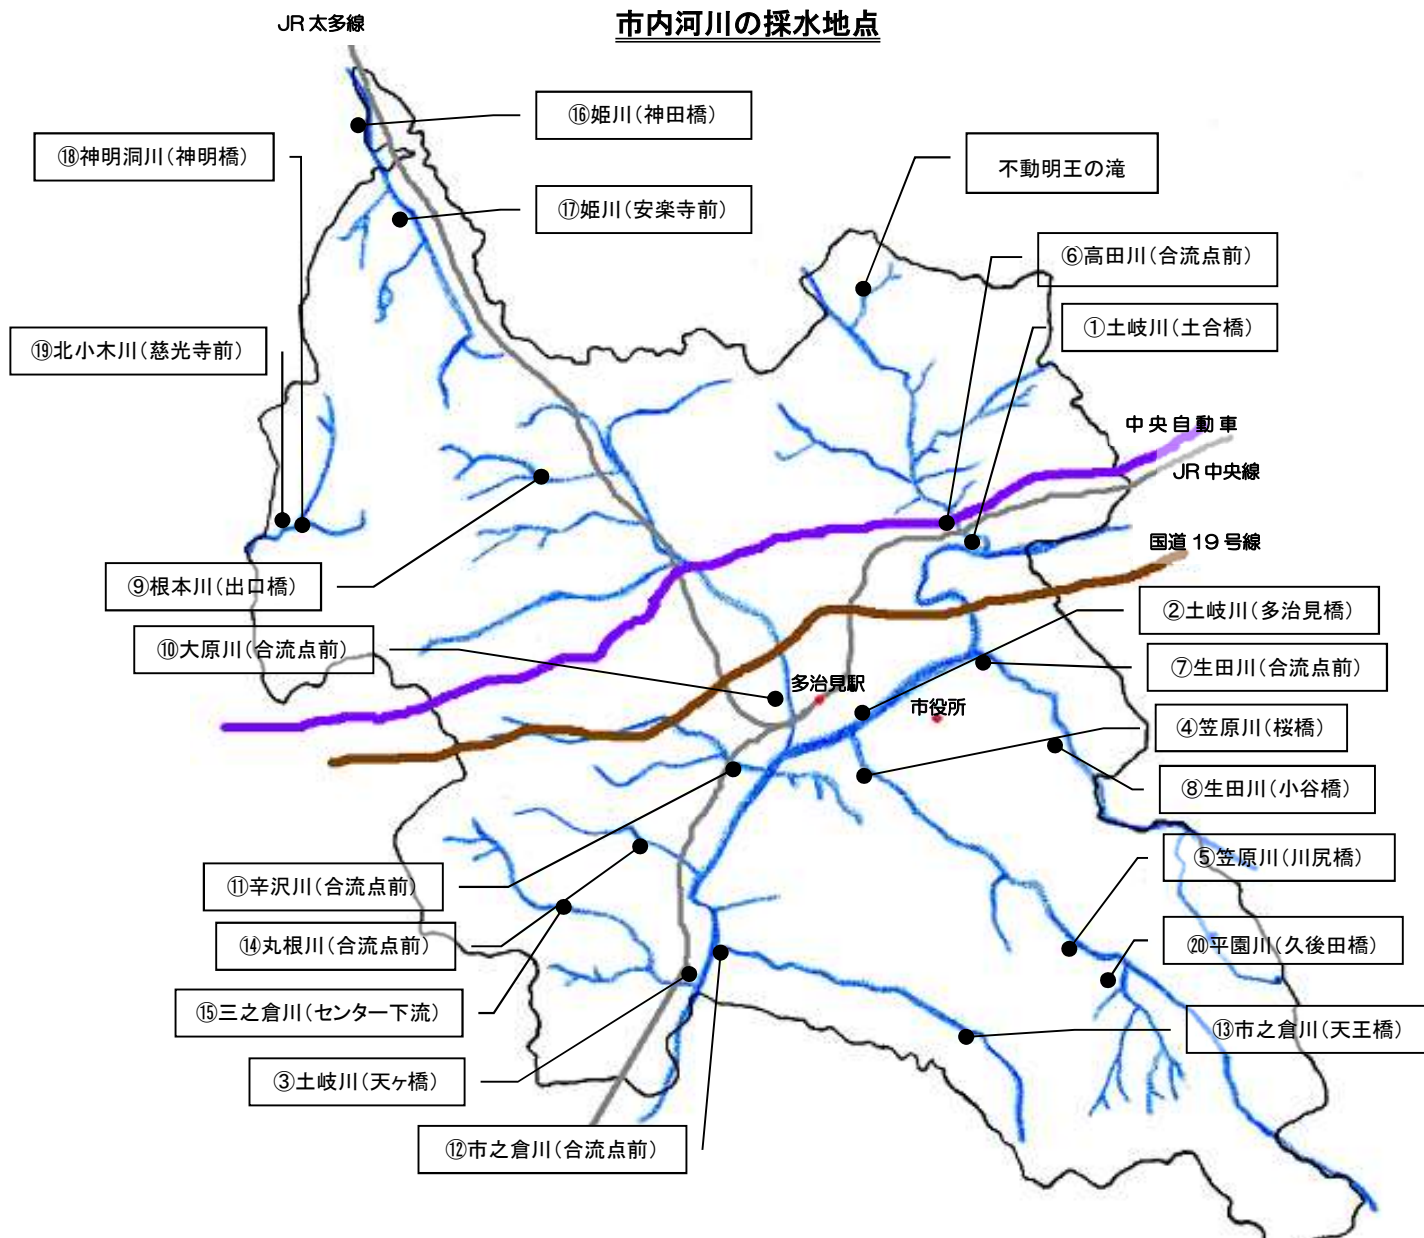 市内河川の採水地点
JR太多線
⑯姫川(神田橋)
⑱神明洞川(神明橋)
不動明王の滝
⑰姫川(安楽寺前)
⑥高田川(合流点前)
①土岐川(土合橋)
⑲北小木川(慈光寺前)
中央自動車
JR中央線
国道19号線
⑨根本川(出口橋)
②土岐川(多治見橋)
⑩大原川(合流点前)
⑦生田川(合流点前)
多治見駅
市役所
④笠原川(桜橋)
⑧生田川(小谷橋)
⑤笠原川(川尻橋)
⑪辛沢川(合流点前)
⑭丸根川(合流点前)
⑳平園川(久後田橋)
⑮三之倉川(センター下流)
⑬市之倉川(天王橋)
③土岐川(天ヶ橋)
⑫市之倉川(合流点前)